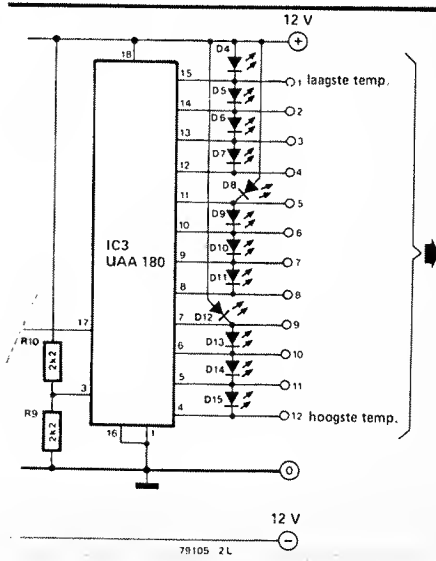 12 V
+
18
D4
15
1 laagste temp.
D5
14
2
D6
13
3
D7
12
4
D8
11
5
D9
IC3
UAA 180
10
6
D10
9
7
D11
8
8
D12
7
9
17
D13
R10
6
10
2k2
D14
5
11
3
D15
R9
4
12 hoogste temp.
2k2
16
1
0
12 V
−
79105 2L